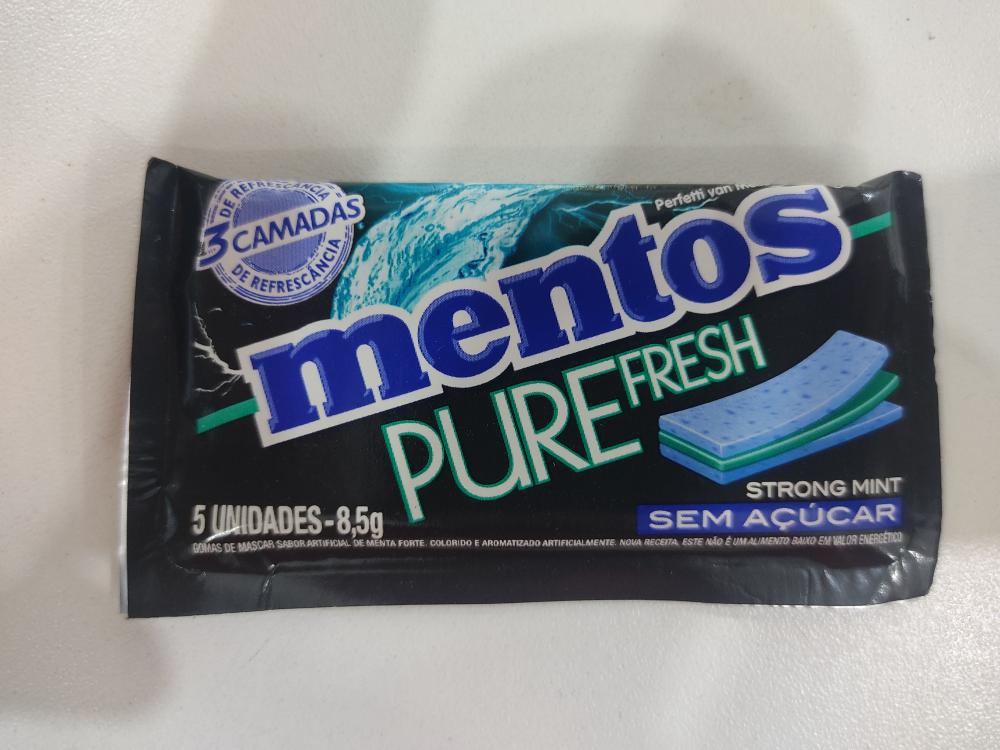 DE REFRESCÂNCIA
3 CAMADAS
DE REFRESCÂNCIA
Perfetti van
mentos
PURE FRESH
STRONG MINT
SEM AÇÚCAR
5 UNIDADES - 8,5g
GOMAS DE MASCAR SABOR ARTIFICIAL DE MENTA FORTE. COLORIDO E AROMATIZADO ARTIFICIALMENTE. NOVA RECEITA. ESTE NÃO É UM ALIMENTO BAIXO EM VALOR ENERGÉTICO